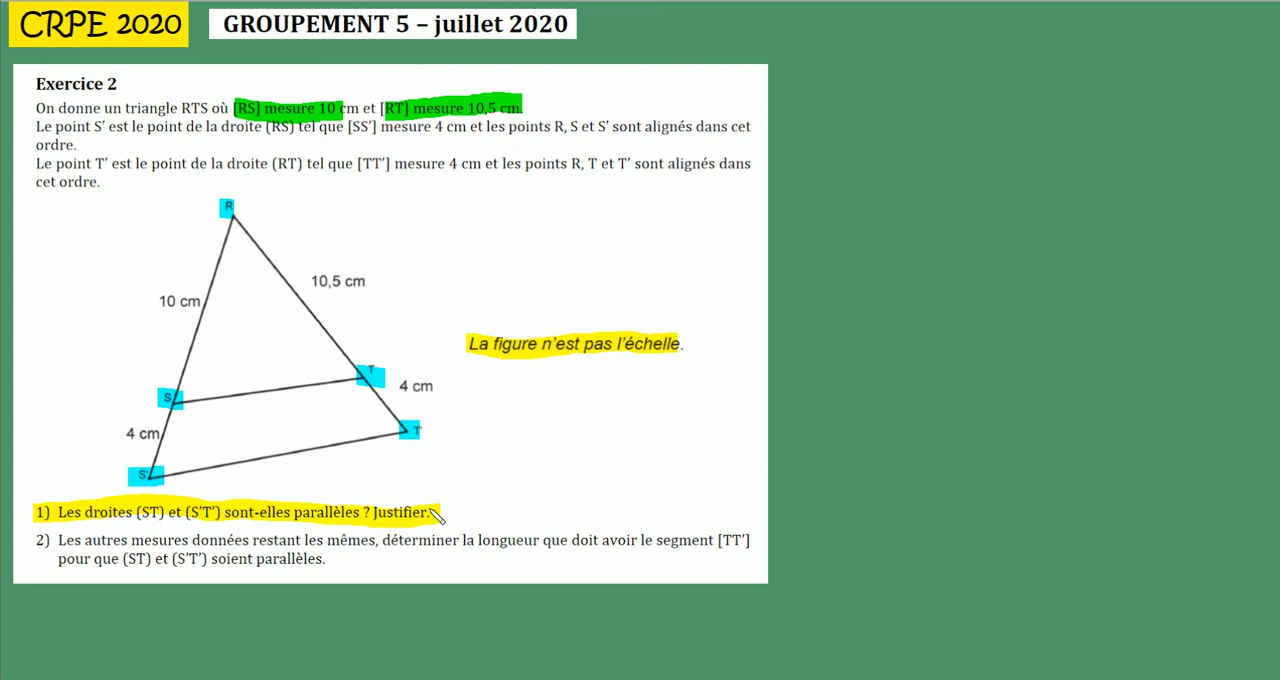 CRPE 2020
GROUPEMENT 5 – juillet 2020
Exercice 2
On donne un triangle RTS où [RS] mesure 10 cm et [RT] mesure 10,5 cm.
Le point S’ est le point de la droite (RS) tel que [SS’] mesure 4 cm et les points R, S et S’ sont alignés dans cet
ordre.
Le point T’ est le point de la droite (RT) tel que [TT’] mesure 4 cm et les points R, T et T’ sont alignés dans
cet ordre.
R
10,5 cm
10 cm
La figure n’est pas l’échelle.
T
4 cm
S
T'
4 cm
S'
1) Les droites (ST) et (S’T’) sont-elles parallèles ? Justifier.
2) Les autres mesures données restant les mêmes, déterminer la longueur que doit avoir le segment [TT’]
pour que (ST) et (S’T’) soient parallèles.